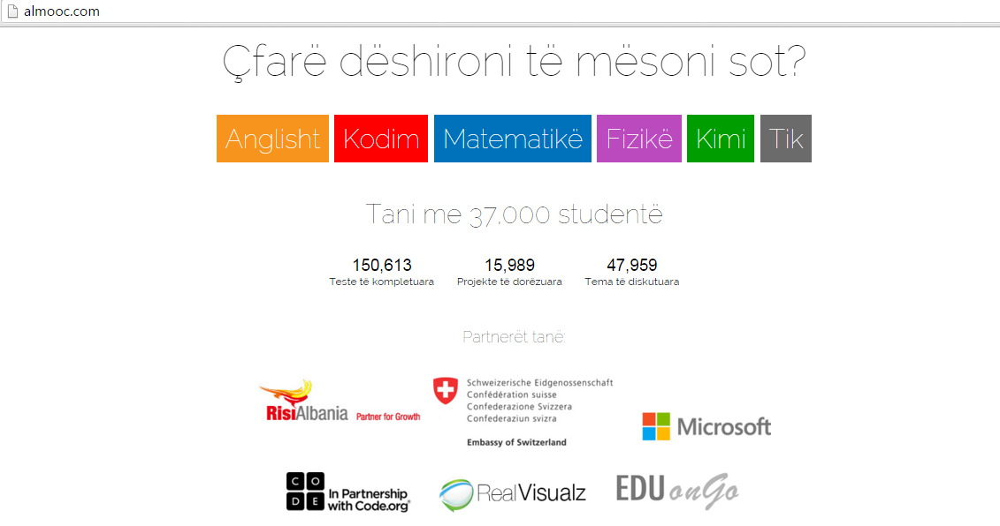 almooc.com
Çfarë dëshironi të mësoni sot?
Anglisht Kodim Matematikë Fizikë Kimi Tik
Tani me 37,000 studentë
150,613 15,989 47,959
Teste të kompletuara Projekte të dorëzuara Tema të diskutuara
Partnerët tanë:
RisiAlbania Partner for Growth
Schweizerische Eidgenossenschaft
Confédération suisse
Confederazione Svizzera
Confederaziun svizra
Embassy of Switzerland
Microsoft
CODE In Partnership
with Code.org
RealVisualz
EDUonGo